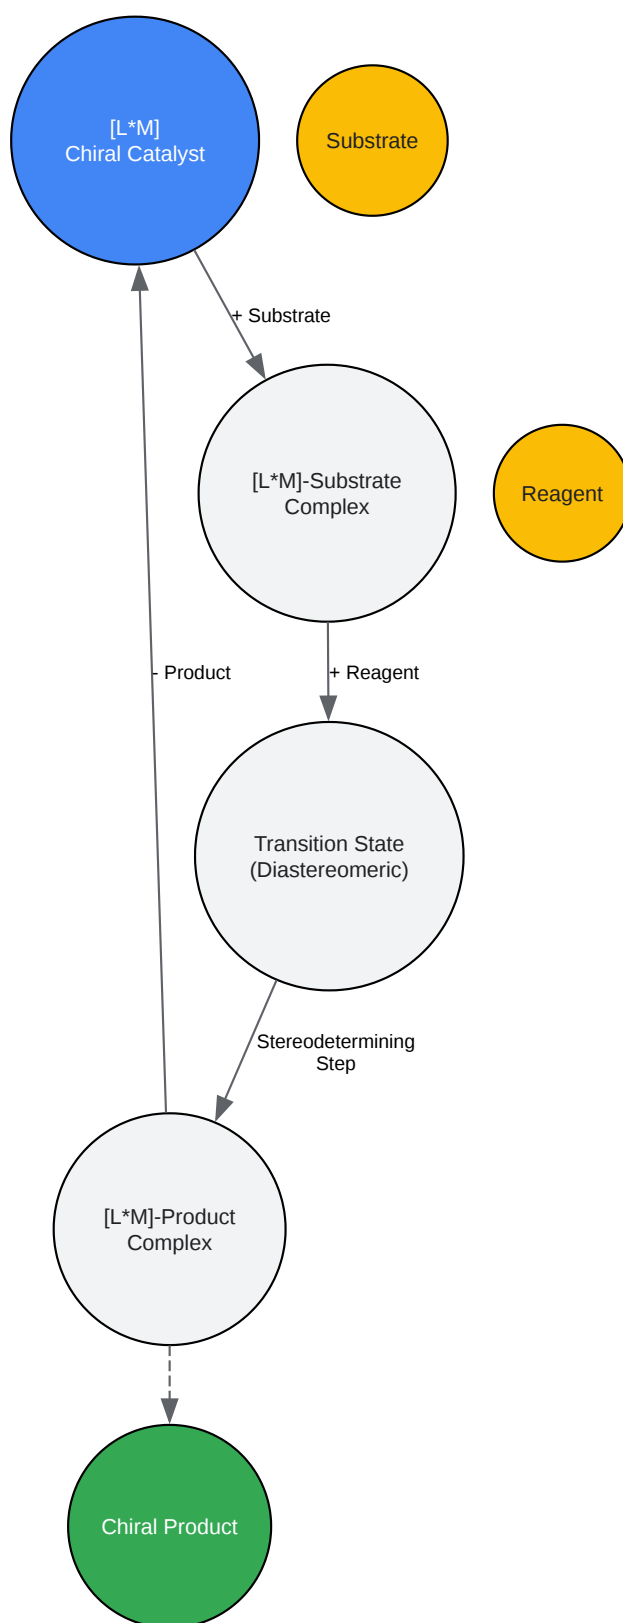 [L*M]
Chiral Catalyst
Substrate
+ Substrate
[L*M]-Substrate
Complex
Reagent
- Product
+ Reagent
Transition State
(Diastereomeric)
Stereodetermining
Step
[L*M]-Product
Complex
Chiral Product